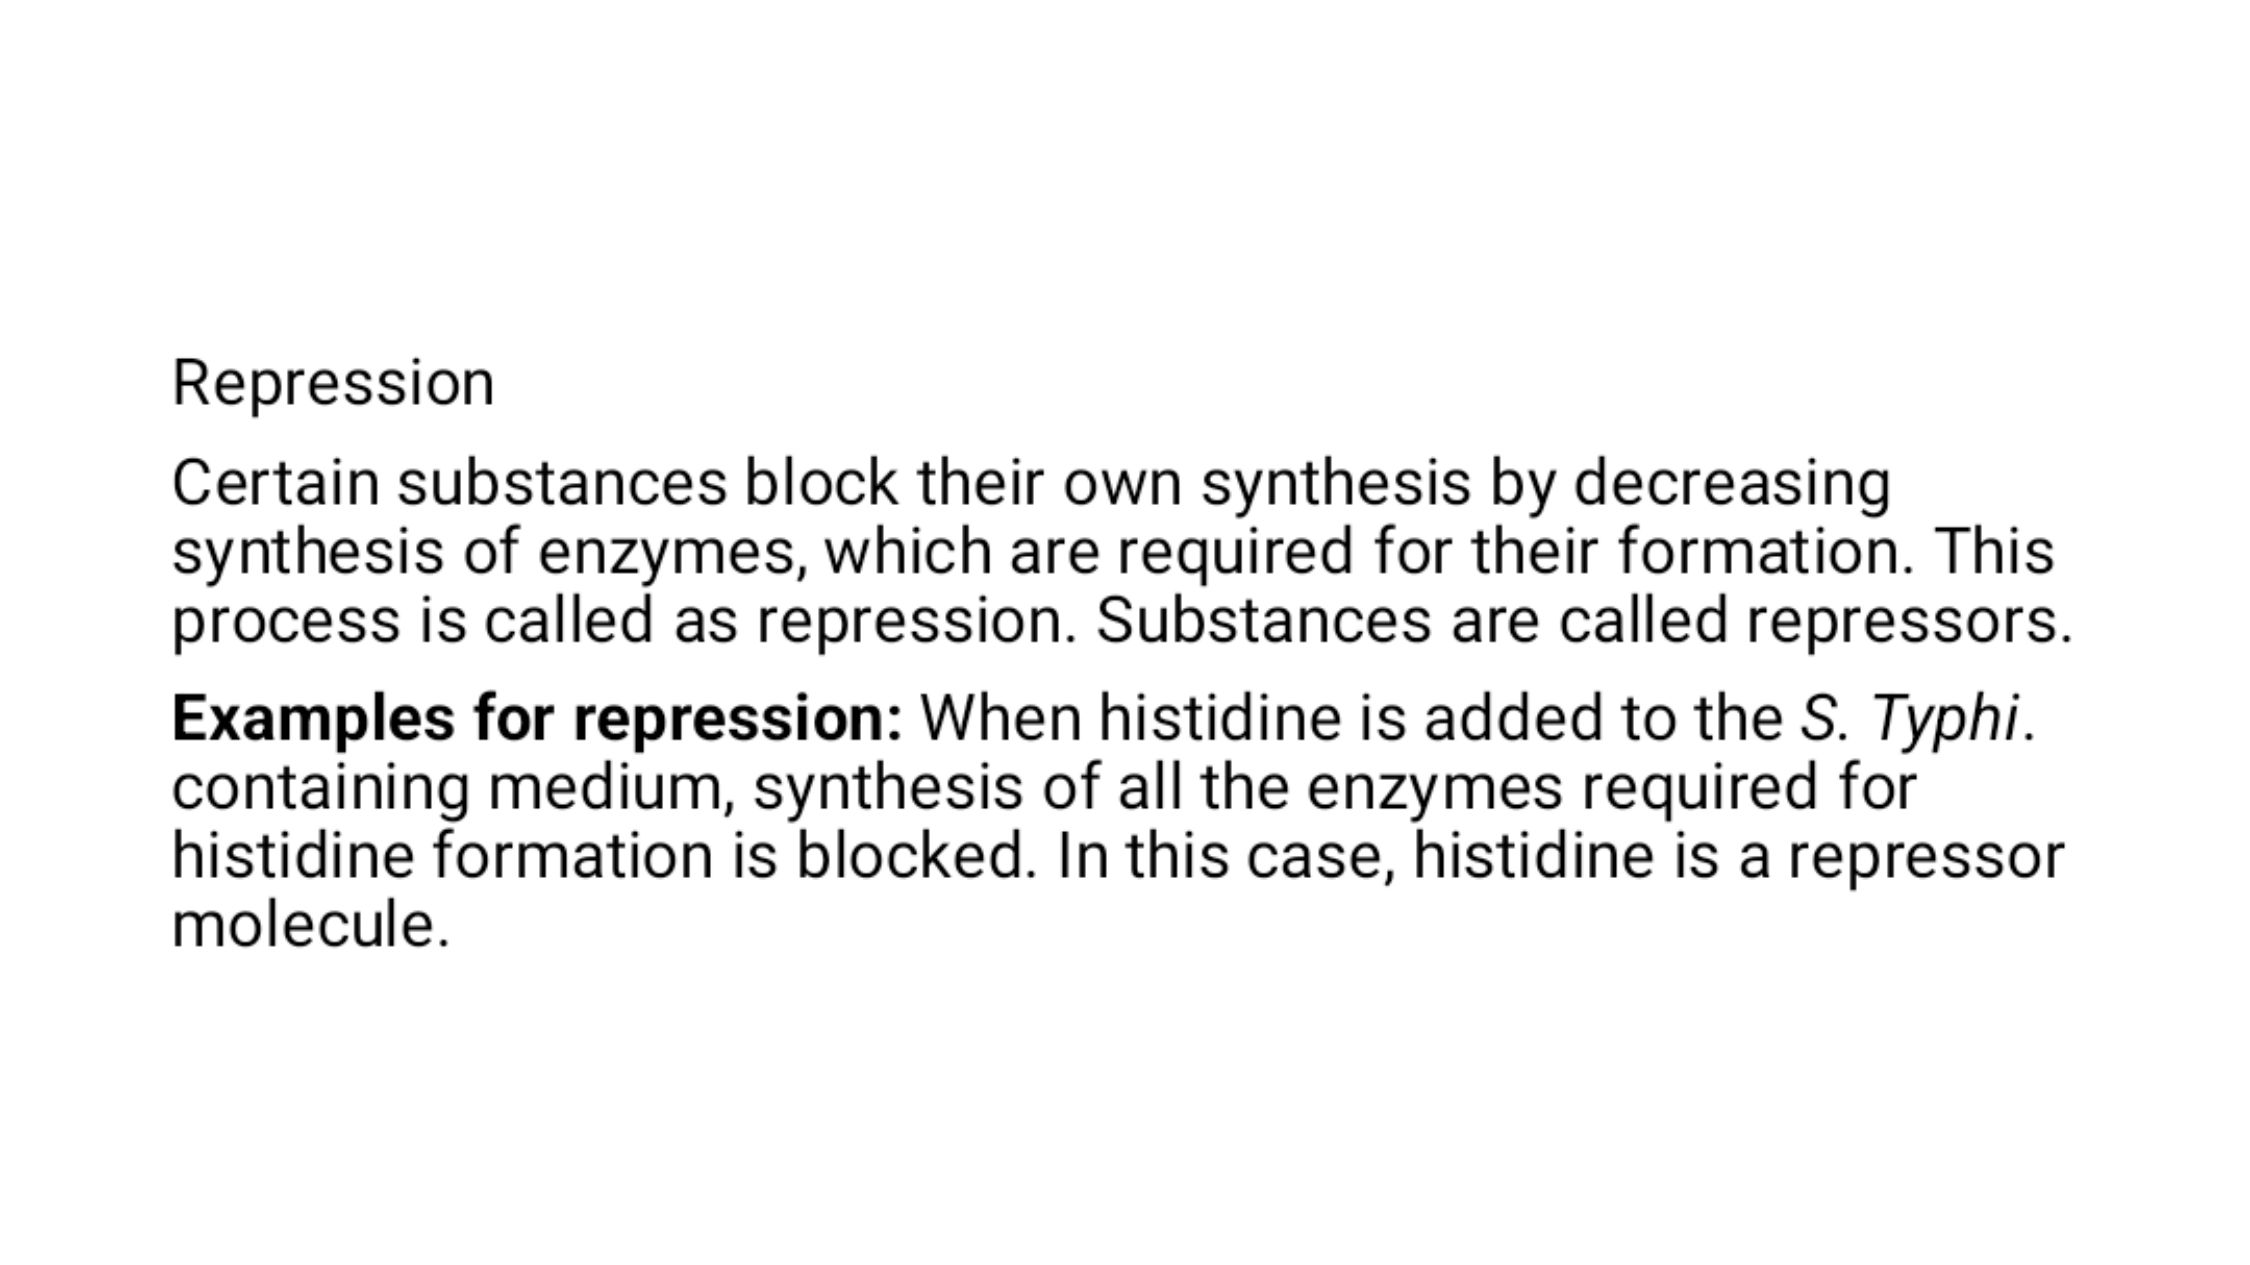 Repression
Certain substances block their own synthesis by decreasing
synthesis of enzymes, which are required for their formation. This
process is called as repression. Substances are called repressors.
Examples for repression: When histidine is added to the S. Typhi.
containing medium, synthesis of all the enzymes required for
histidine formation is blocked. In this case, histidine is a repressor
molecule.